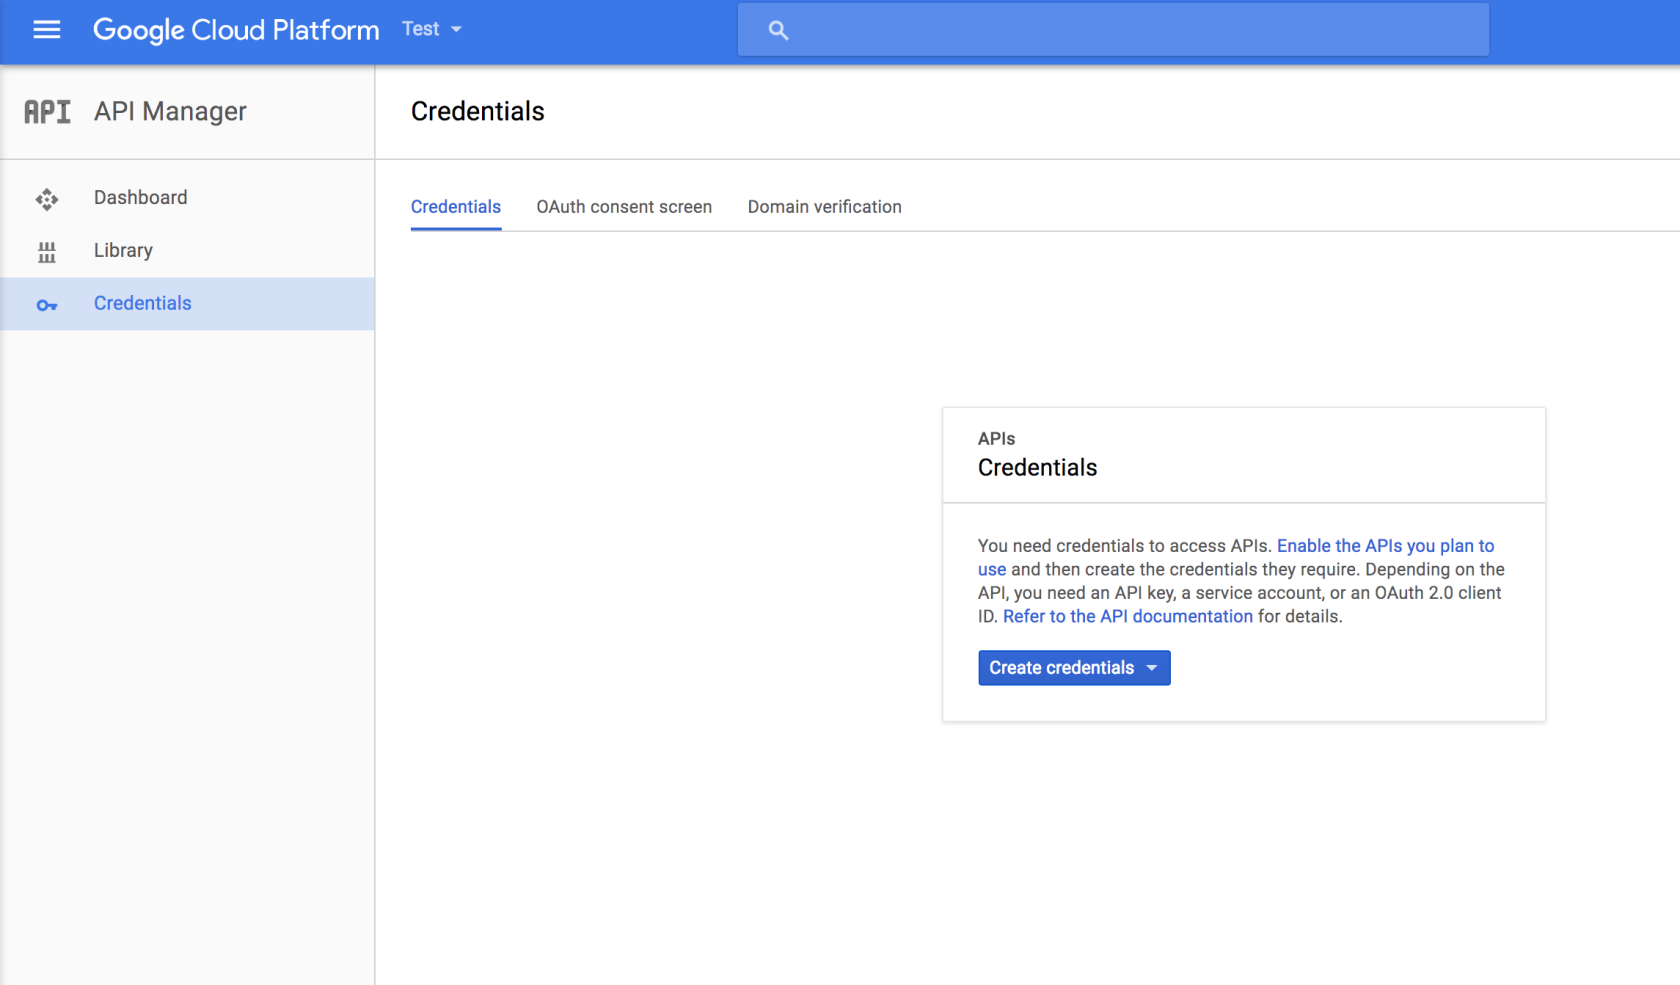 Google Cloud Platform Test
API API Manager
Credentials
Dashboard
Library
Credentials
Credentials OAuth consent screen Domain verification
APIs
Credentials
You need credentials to access APIs. Enable the APIs you plan to
use and then create the credentials they require. Depending on the
API, you need an API key, a service account, or an OAuth 2.0 client
ID. Refer to the API documentation for details.
Create credentials